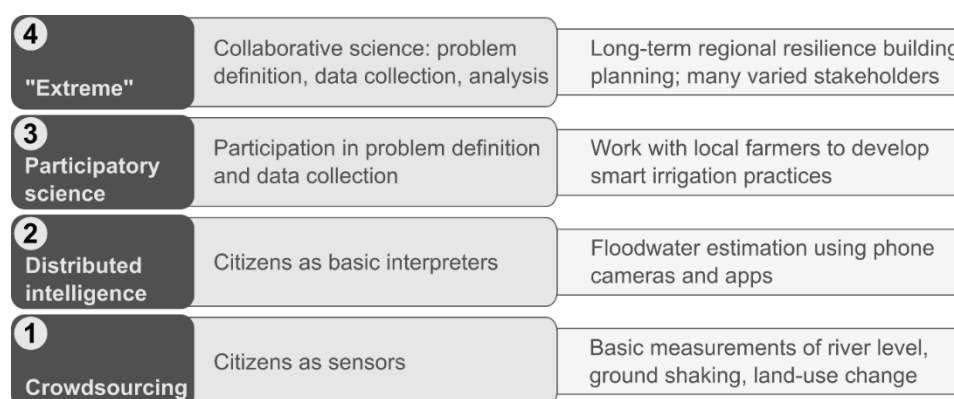 4
"Extreme"
Collaborative science: problem
definition, data collection, analysis
Long-term regional resilience building
planning; many varied stakeholders
3
Participatory
science
Participation in problem definition
and data collection
Work with local farmers to develop
smart irrigation practices
2
Distributed
intelligence
Citizens as basic interpreters
Floodwater estimation using phone
cameras and apps
1
Crowdsourcing
Citizens as sensors
Basic measurements of river level,
ground shaking, land-use change